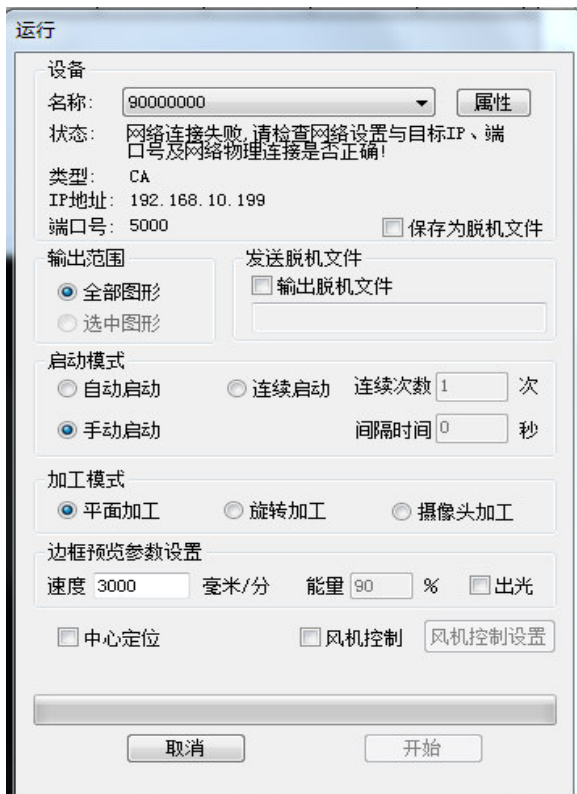 运行
设备
名称: 90000000 属性
状态: 网络连接失败,请检查网络设置与目标IP、端
口号及网络物理连接是否正确!
类型: CA
IP地址: 192.168.10.199
端口号: 5000 保存为脱机文件
输出范围 发送脱机文件
全部图形 输出脱机文件
选中图形
启动模式
自动启动 连续启动 连续次数 1 次
手动启动 间隔时间 0 秒
加工模式
平面加工 旋转加工 摄像头加工
边框预览参数设置
速度 3000 毫米/分 能量 90 % 出光
中心定位 风机控制 风机控制设置
取消 开始